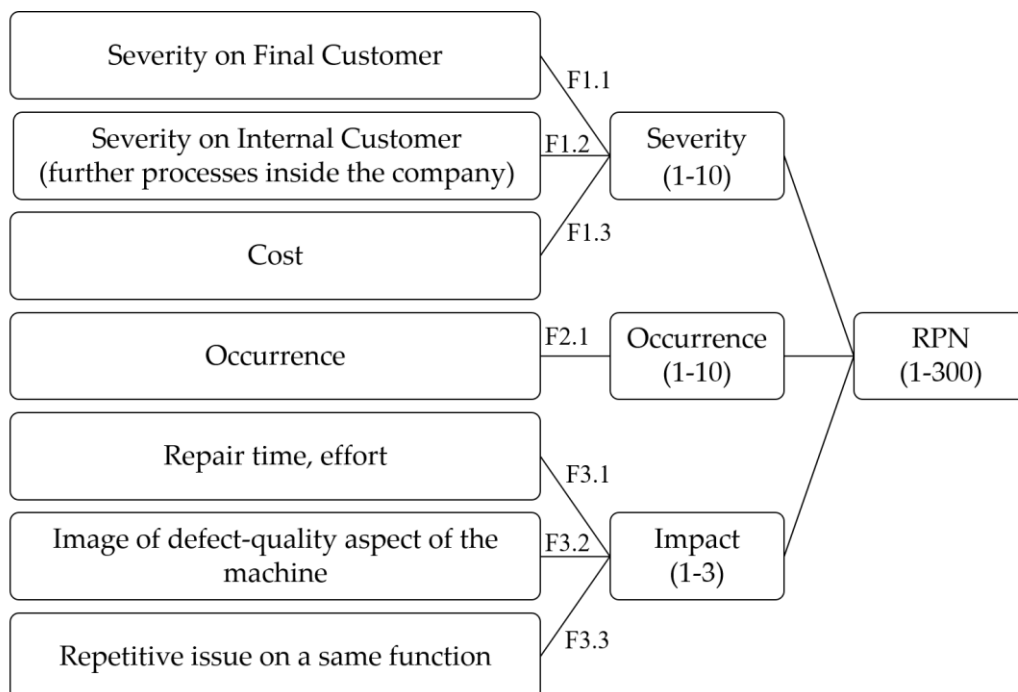 Severity on Final Customer
F1.1
Severity on Internal Customer
(further processes inside the company)
F1.2
Severity
(1-10)
Cost
F1.3
Occurrence
F2.1
Occurrence
(1-10)
RPN
(1-300)
Repair time, effort
F3.1
Image of defect-quality aspect of the
machine
F3.2
Impact
(1-3)
Repetitive issue on a same function
F3.3